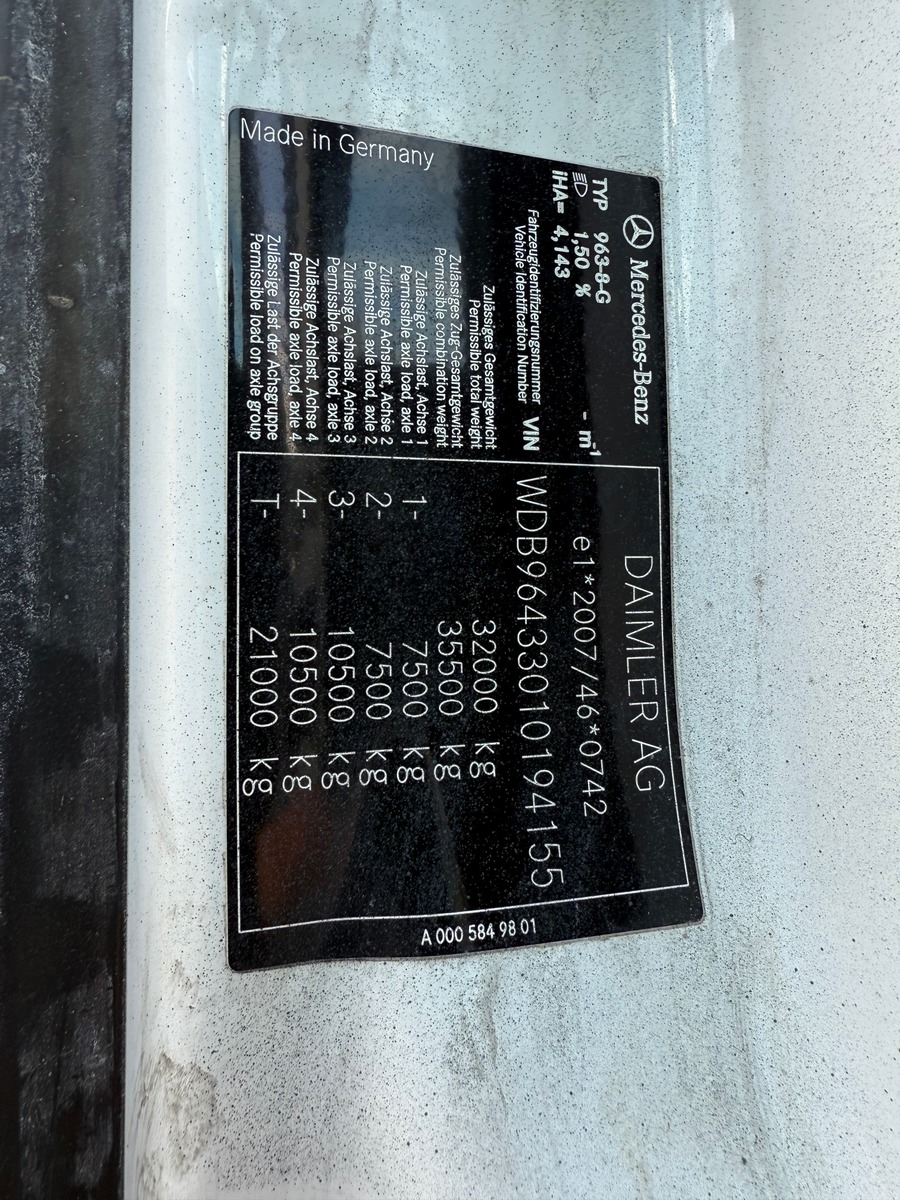 Mercedes-Benz
DAIMLER AG
TYP 963-8-G
1,50 % - m⁻¹
e1*2007/46*0742
iHA= 4,143
Fahrzeugidentifizierungsnummer
Vehicle Identification Number VIN WDB9643301019 4155
Zulässiges Gesamtgewicht
Permissible total weight 32000 kg
Zulässiges Zug-Gesamtgewicht
Permissible combination weight 35500 kg
Zulässige Achslast, Achse 1
Permissible axle load, axle 1 1- 7500 kg
Zulässige Achslast, Achse 2
Permissible axle load, axle 2 2- 7500 kg
Zulässige Achslast, Achse 3
Permissible axle load, axle 3 3- 10500 kg
Zulässige Achslast, Achse 4
Permissible axle load, axle 4 4- 10500 kg
Zulässige Last der Achsgruppe
Permissible load on axle group T- 21000 kg
Made in Germany
A 000 584 98 01